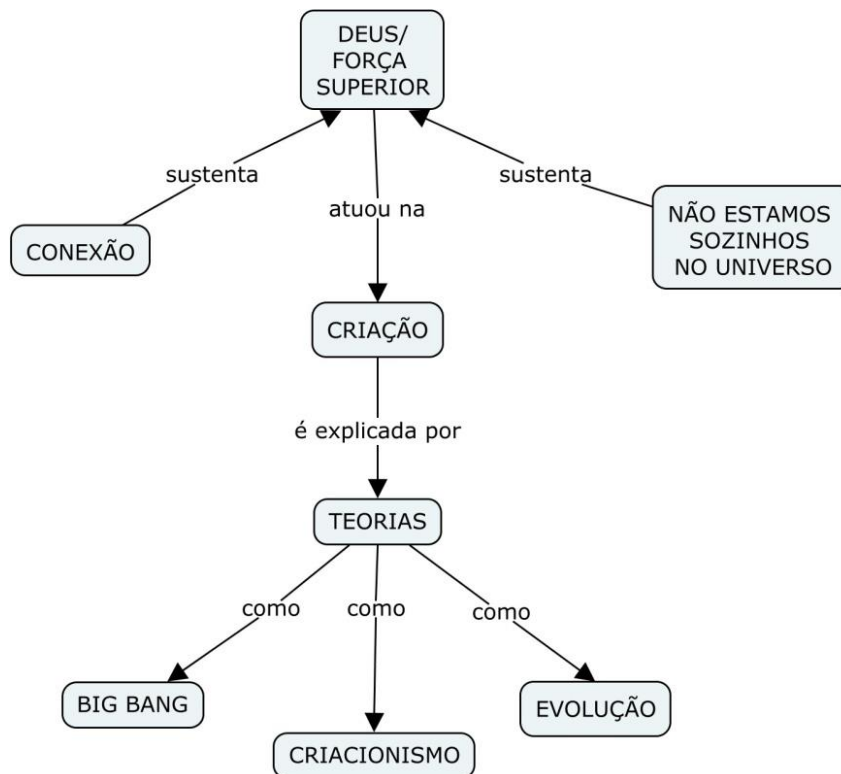 DEUS/
FORÇA
SUPERIOR
sustenta
sustenta
atuou na
CONEXÃO
NÃO ESTAMOS
SOZINHOS
NO UNIVERSO
CRIAÇÃO
é explicada por
TEORIAS
como
como
como
BIG BANG
EVOLUÇÃO
CRIACIONISMO